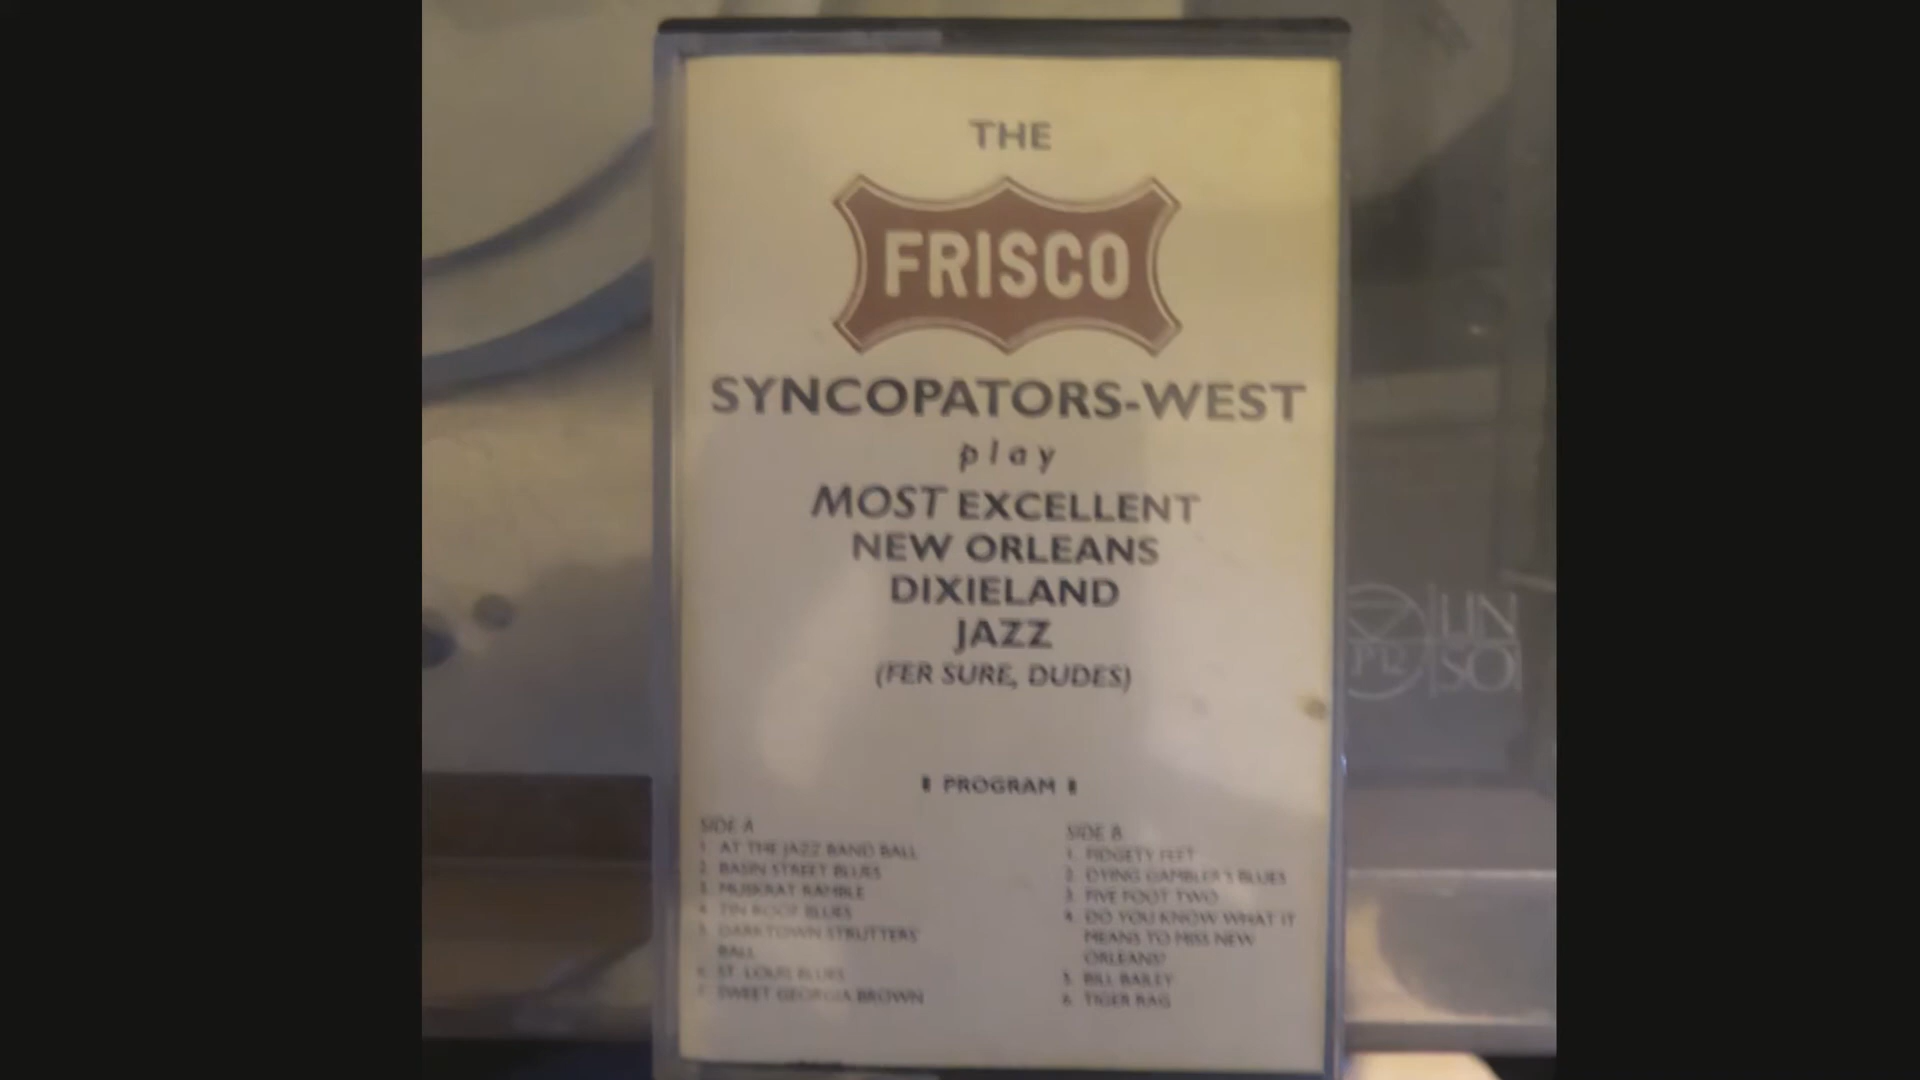 THE
FRISCO
SYNCOPATORS-WEST
play
MOST EXCELLENT
NEW ORLEANS
DIXIELAND
JAZZ
(FER SURE, DUDES)
PROGRAM
SIDE A
1. AT THE JAZZ BAND BALL
2. BASIN STREET BLUES
3. MUSKRAT RAMBLE
4. TIN ROOF BLUES
5. DARKTOWN STRUTTERS'
BALL
6. ST. LOUIS BLUES
7. SWEET GEORGIA BROWN
SIDE B
1. FIDGETY FEET
2. DYING GAMBLER'S BLUES
3. FIVE FOOT TWO
4. DO YOU KNOW WHAT IT
MEANS TO MISS NEW
ORLEANS?
5. BILL BAILEY
6. TIGER RAG